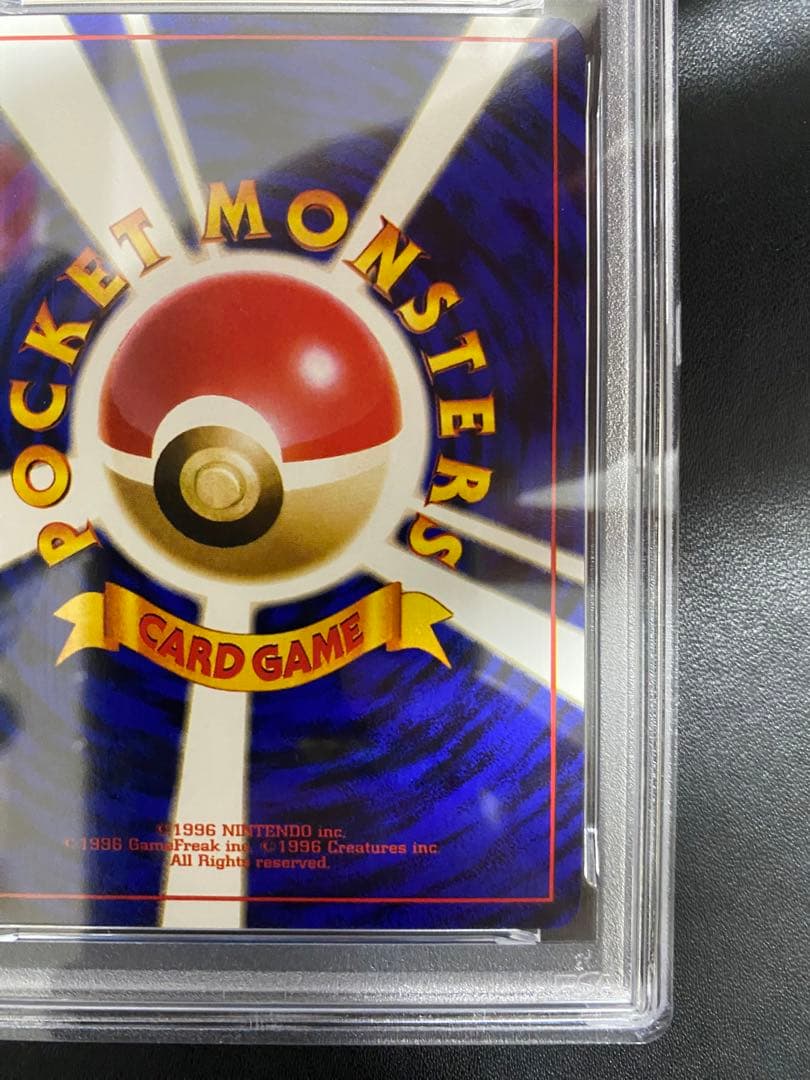 POCKET MONSTERS
CARD GAME
©1996 NINTENDO inc.
©1996 GameFreak inc. ©1996 Creatures inc.
All Rights reserved.